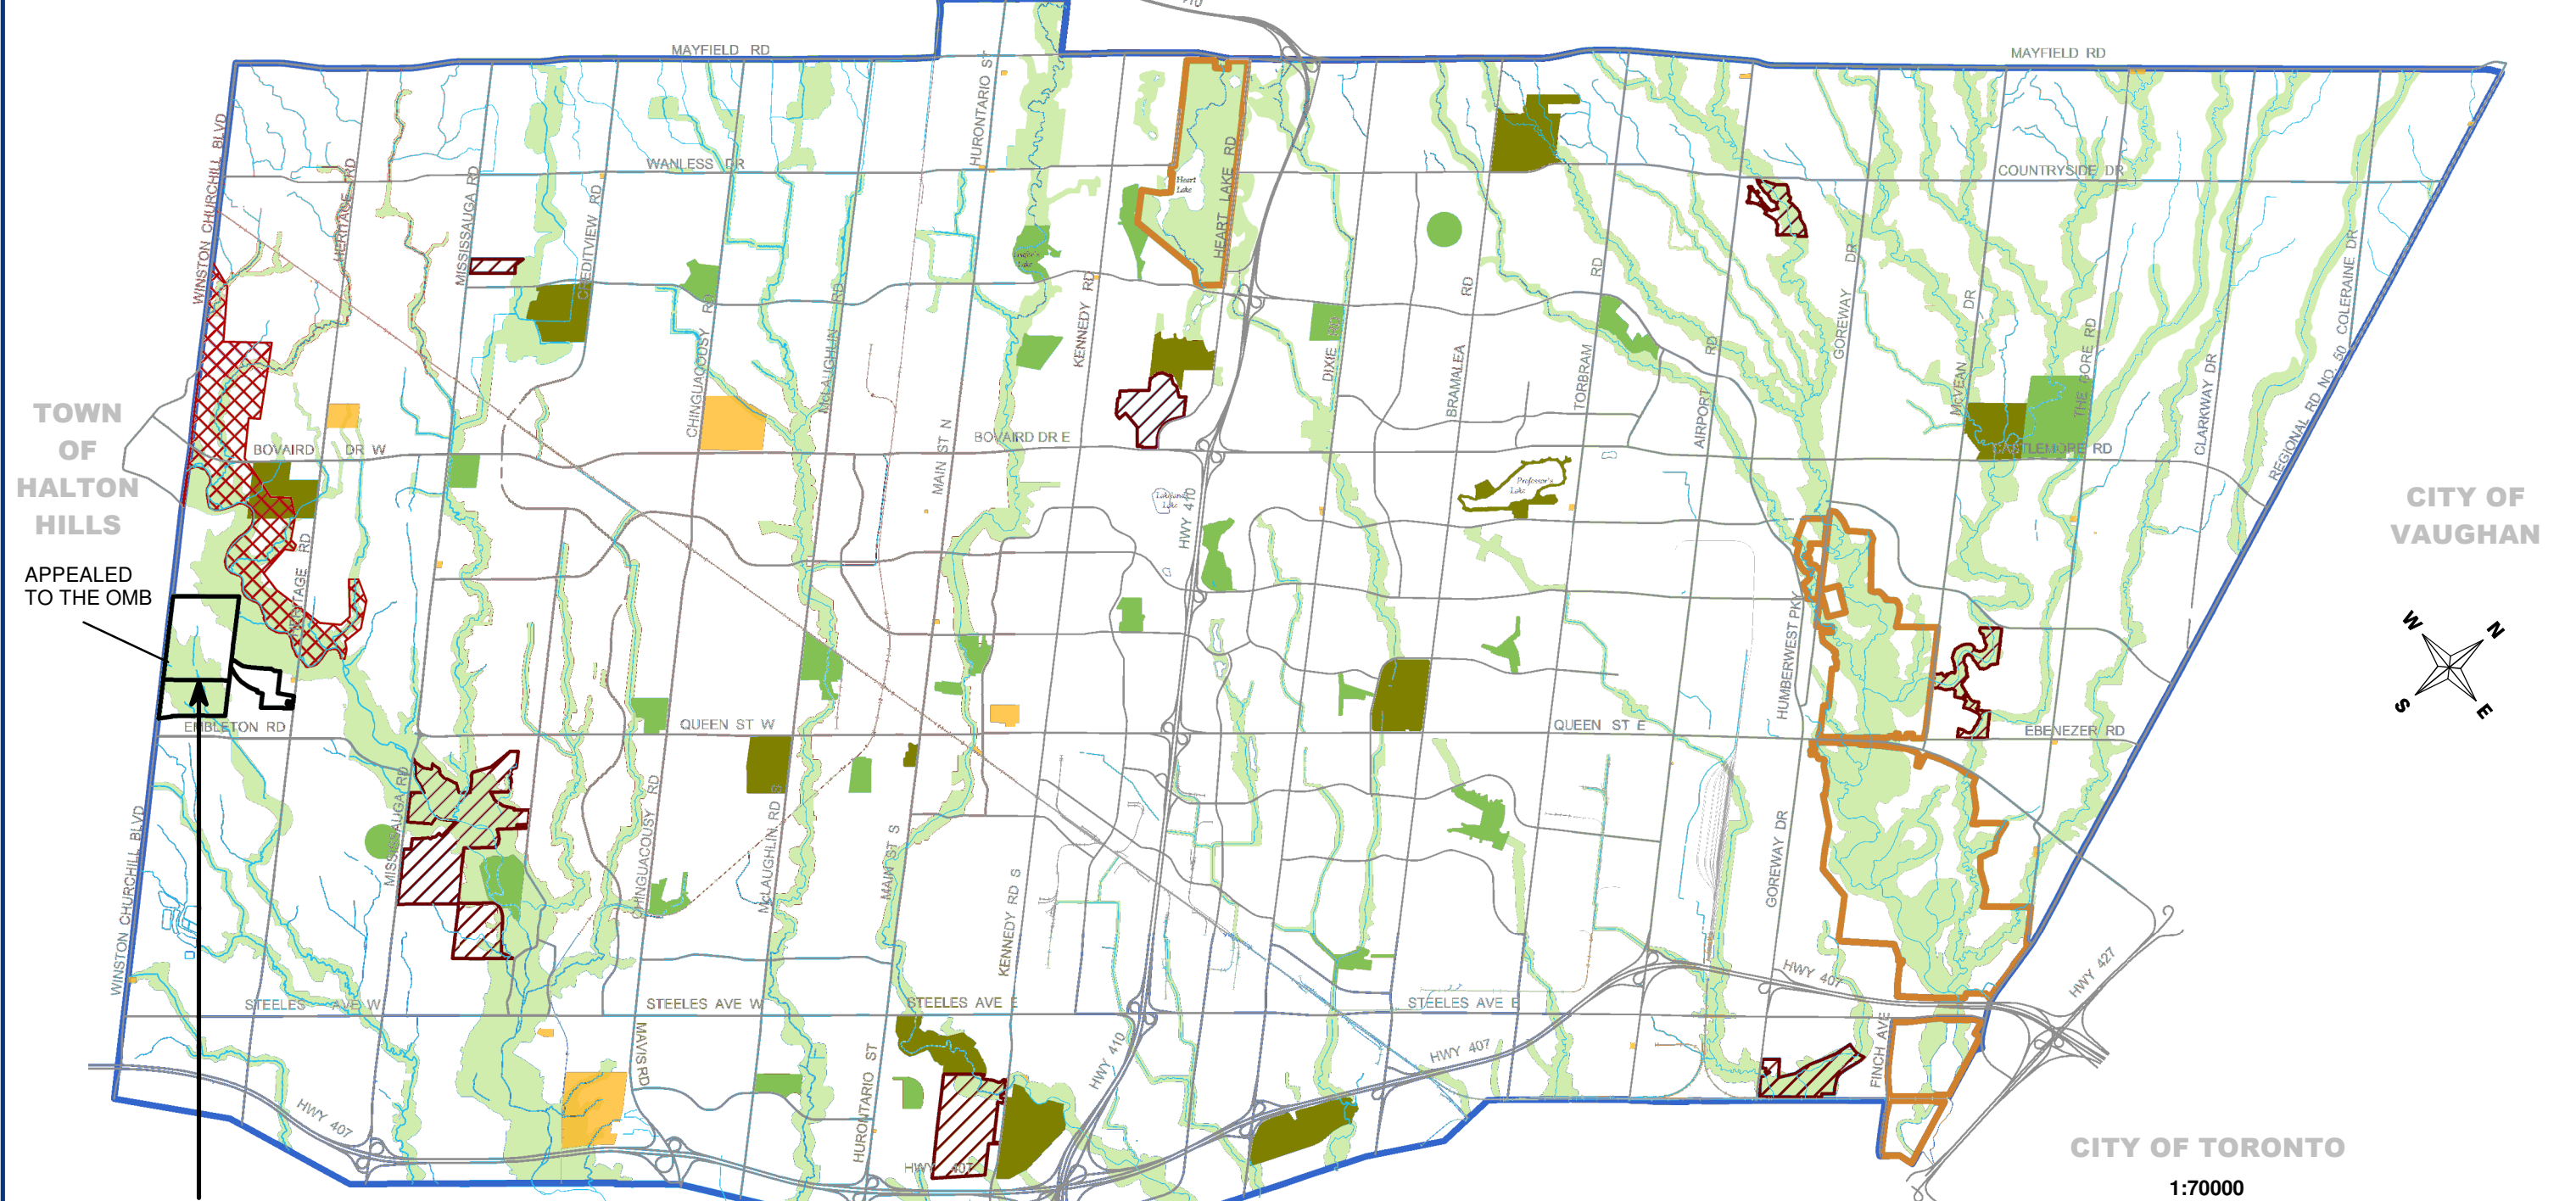 MAYFIELD RD
MAYFIELD RD
HURONTARIO ST
WINSTON CHURCHILL BLVD
HERITAGE RD
MISSISSAUGA RD
WANLESS DR
CREDITVIEW RD
Heart
Lake
HEART LAKE RD
COUNTRYSIDE DR
CHINGUACOUSY RD
McLAUGHLIN RD
KENNEDY RD
DIXIE RD
BRAMALEA RD
TORBRAM RD
AIRPORT RD
GOREWAY DR
McVEAN DR
THE GORE RD
CLARKWAY DR
REGIONAL RD NO. 50 COLERAINE DR
TOWN
OF
HALTON
HILLS
BOVAIRD DR W
MAIN ST N
BOVAIRD DR E
CASTLEMORE RD
Professor's
Lake
HWY 410
CITY OF
VAUGHAN
HERITAGE RD
APPEALED
TO THE OMB
HUMBERWEST PKY
W
N
S
E
EMBLETON RD
QUEEN ST W
QUEEN ST E
EBENEZER RD
WINSTON CHURCHILL BLVD
MISSISSAUGA RD
CHINGUACOUSY RD
McLAUGHLIN RD S
MAIN ST S
KENNEDY RD S
GOREWAY DR
HWY 407
HWY 427
STEELES AVE W
STEELES AVE W
STEELES AVE E
STEELES AVE E
MAVIS RD
HURONTARIO ST
HWY 410
HWY 407
FINCH AVE
HWY 407
HWY 407
CITY OF TORONTO
1:70000